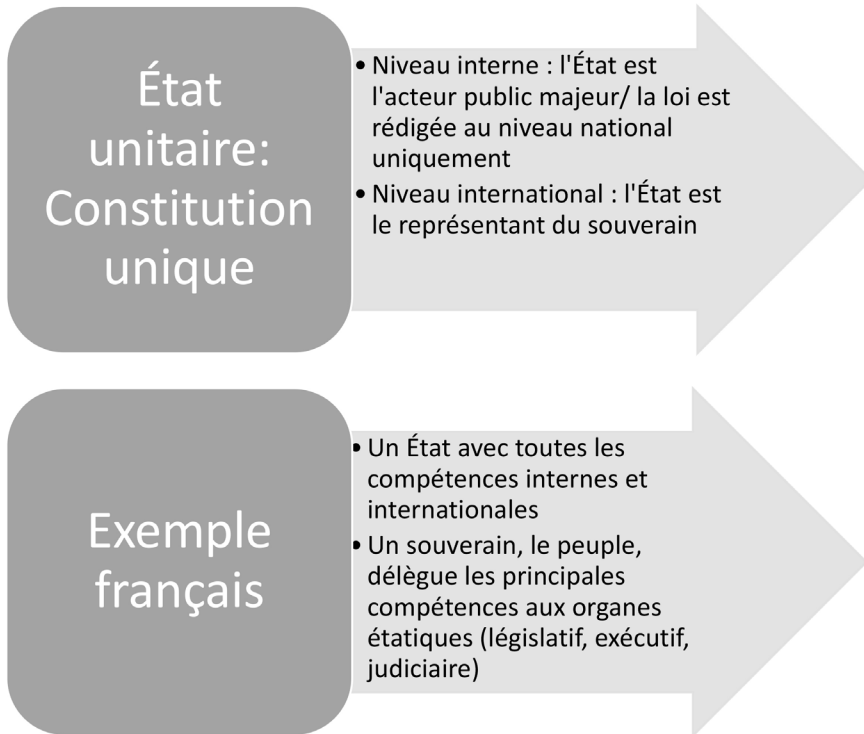 État
unitaire:
Constitution
unique
• Niveau interne : l'État est
l'acteur public majeur/ la loi est
rédigée au niveau national
uniquement
• Niveau international : l'État est
le représentant du souverain
Exemple
français
• Un État avec toutes les
compétences internes et
internationales
• Un souverain, le peuple,
délègue les principales
compétences aux organes
étatiques (législatif, exécutif,
judiciaire)